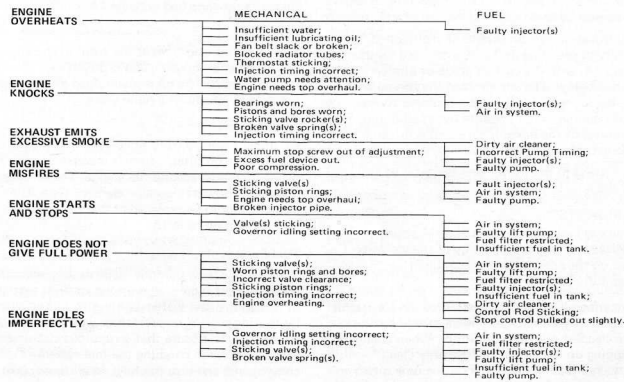 MECHANICAL
FUEL
ENGINE
OVERHEATS
Insufficient water;
Insufficient lubricating oil;
Fan belt slack or broken;
Blocked radiator tubes;
Thermostat sticking;
Injection timing incorrect;
Water pump needs attention;
Engine needs top overhaul.
Faulty injector(s)
ENGINE
KNOCKS
Bearings worn;
Pistons and bores worn;
Sticking valve rocker(s);
Broken valve spring(s);
Injection timing incorrect.
Faulty injector(s);
Air in system.
EXHAUST EMITS
EXCESSIVE SMOKE
Maximum stop screw out of adjustment;
Excess fuel device out.
Poor compression.
Dirty air cleaner;
Incorrect Pump Timing;
Faulty injector(s);
Faulty pump.
ENGINE
MISFIRES
Sticking valve(s)
Sticking piston rings;
Engine needs top overhaul;
Broken injector pipe.
Fault injector(s);
Air in system;
Faulty pump.
ENGINE STARTS
AND STOPS
Valve(s) sticking;
Governor idling setting incorrect.
Air in system;
Faulty lift pump;
Fuel filter restricted;
Insufficient fuel in tank.
ENGINE DOES NOT
GIVE FULL POWER
Sticking valve(s);
Worn piston rings and bores;
Incorrect valve clearance;
Sticking piston rings;
Injection timing incorrect;
Engine overheating.
Air in system;
Faulty lift pump;
Fuel filter restricted;
Faulty injector(s);
Insufficient fuel in tank;
Dirty air cleaner;
Control Rod Sticking;
Stop control pulled out slightly.
ENGINE IDLES
IMPERFECTLY
Governor idling setting incorrect;
Injection timing incorrect;
Sticking valve(s);
Broken valve spring(s).
Air in system;
Fuel filter restricted;
Faulty injector(s);
Faulty lift pump;
Insufficient fuel in tank;
Faulty pump.